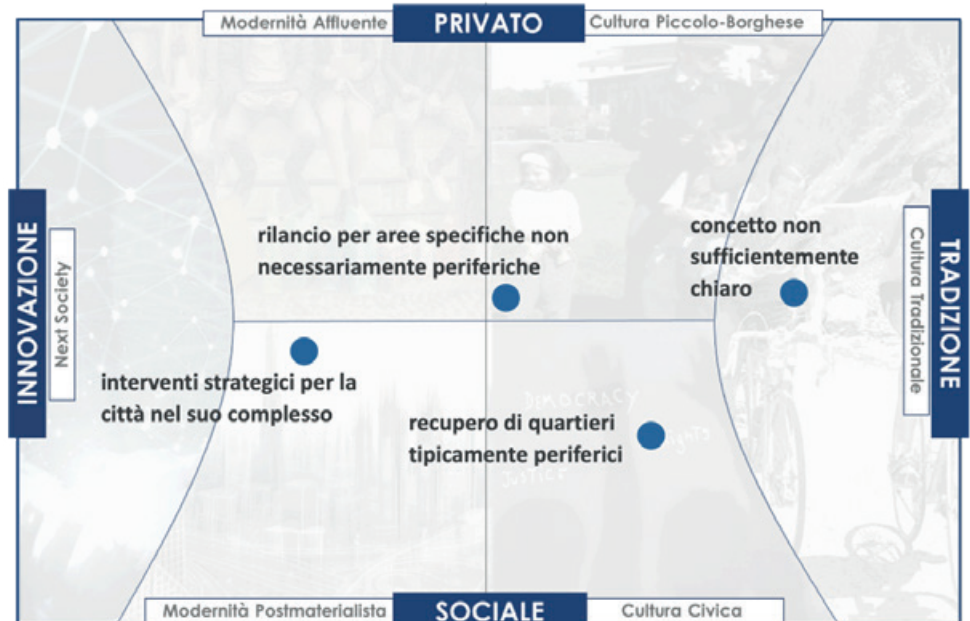 Modernità Affluente
PRIVATO
Cultura Piccolo-Borghese
INNOVAZIONE
Next Society
TRADIZIONE
Cultura Tradizionale
rilancio per aree specifiche non
necessariamente periferiche
concetto non
sufficientemente
chiaro
interventi strategici per la
città nel suo complesso
recupero di quartieri
tipicamente periferici
DEMOCRACY
JUSTICE
Modernità Postmaterialista
SOCIALE
Cultura Civica